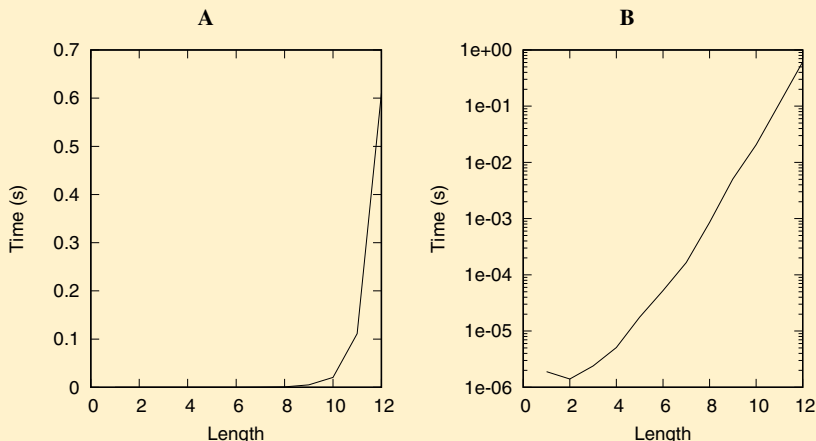 A
B
0.7
0.6
0.5
0.4
0.3
0.2
0.1
0
Time (s)
0 2 4 6 8 10 12
Length
1e+00
1e-01
1e-02
1e-03
1e-04
1e-05
1e-06
Time (s)
0 2 4 6 8 10 12
Length